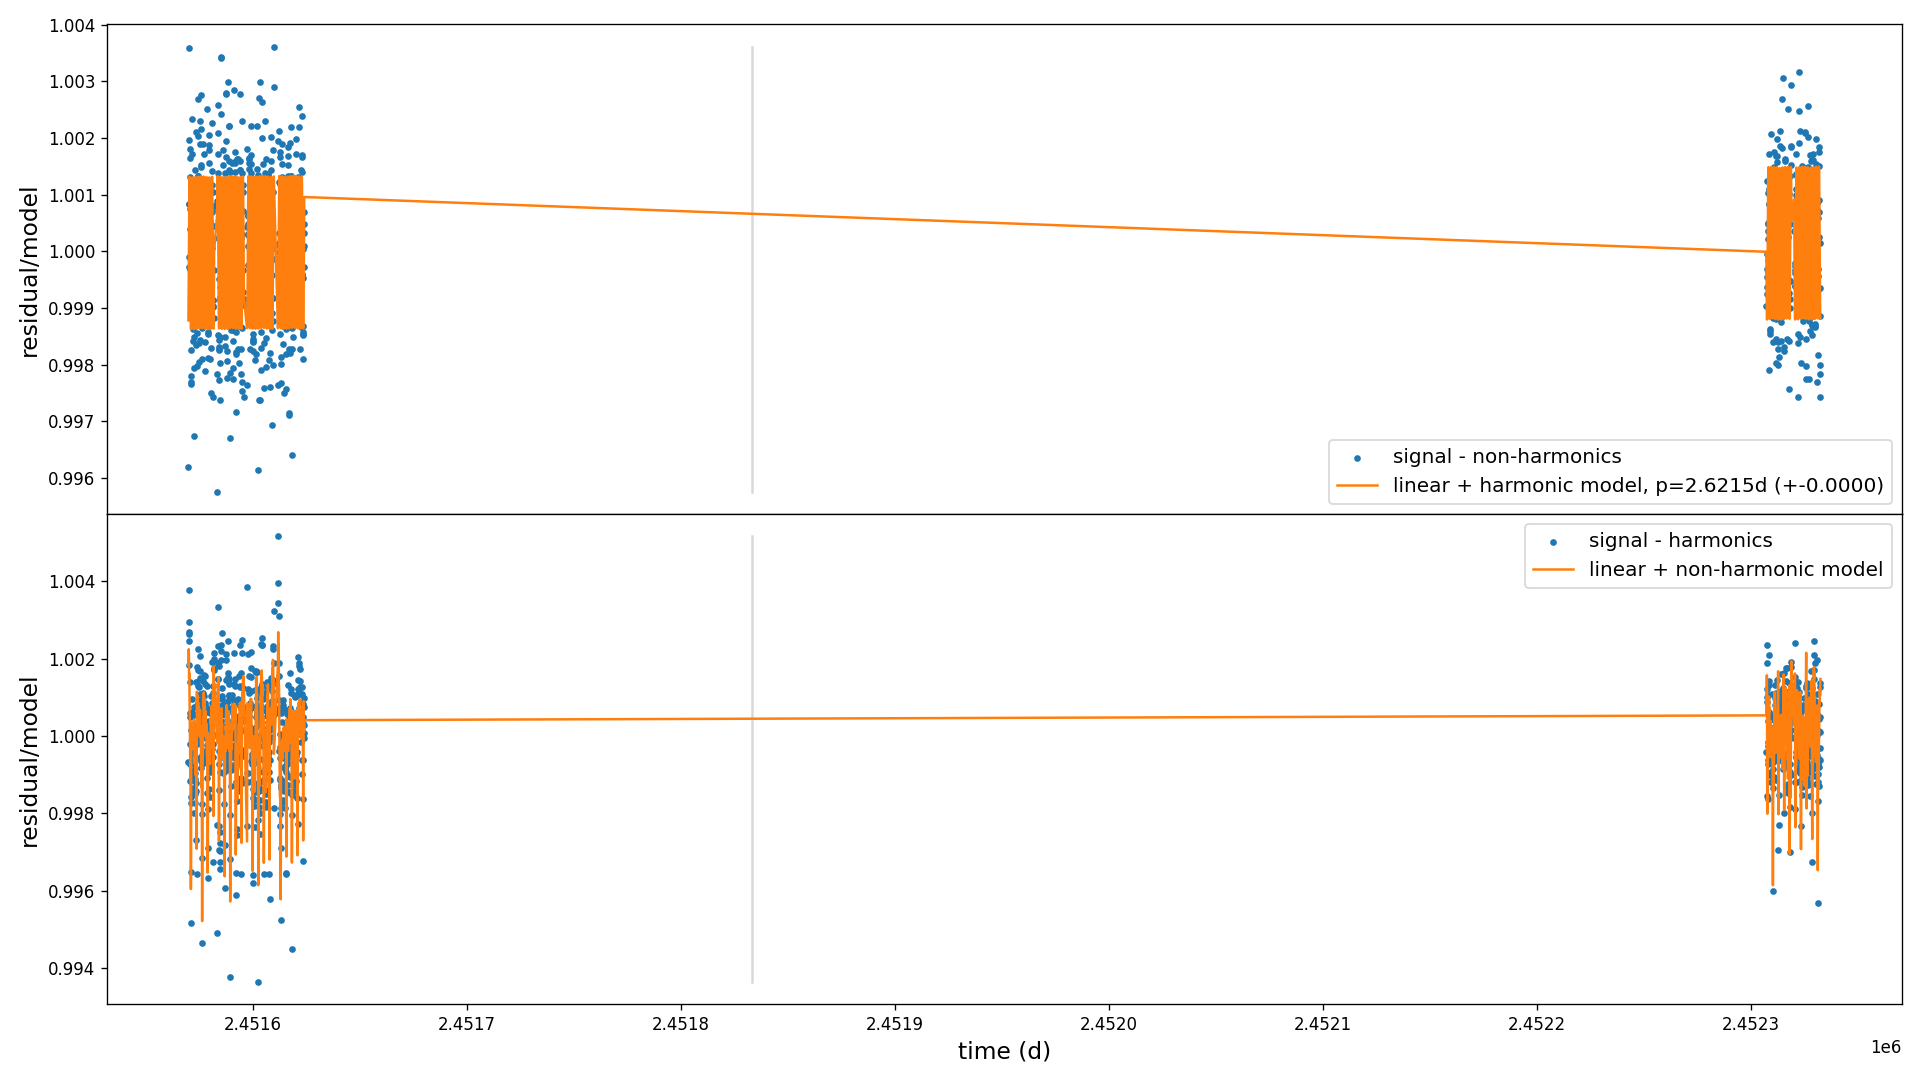 1.004
1.003
1.002
1.001
1.000
0.999
0.998
0.997
0.996
residual/model
signal - non-harmonics
linear + harmonic model, p=2.6215d (+-0.0000)
signal - harmonics
linear + non-harmonic model
1.004
1.002
1.000
0.998
0.996
0.994
residual/model
2.4516 2.4517 2.4518 2.4519 2.4520 2.4521 2.4522 2.4523
time (d)
1e6